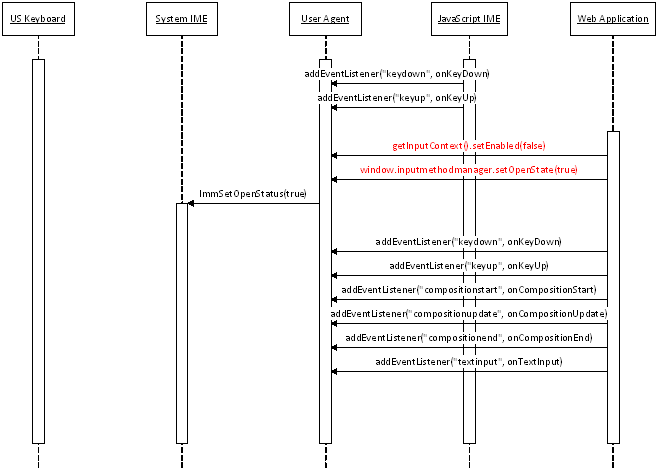 US Keyboard
System IME
User Agent
JavaScript IME
Web Application
addEventListener("keydown", onKeyDown)
addEventListener("keyup", onKeyUp)
getInputContext().setEnabled(false)
window.inputmethodmanager.setOpenState(true)
ImmSetOpenStatus(true)
addEventListener("keydown", onKeyDown)
addEventListener("keyup", onKeyUp)
addEventListener("compositionstart", onCompositionStart)
addEventListener("compositionupdate", onCompositionUpdate)
addEventListener("compositionend", onCompositionEnd)
addEventListener("textinput", onTextInput)